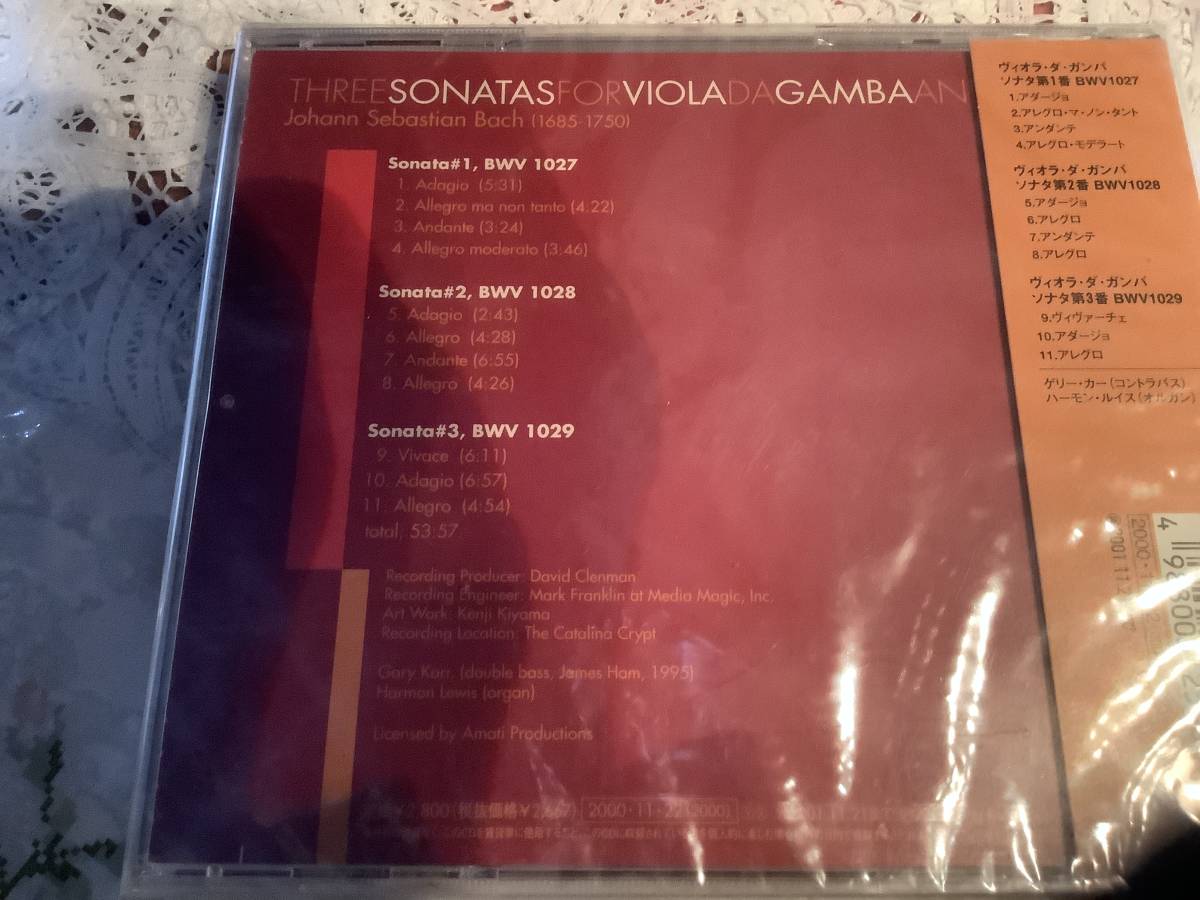 THREESONATASFORVIOLADAGAMBAAN
Johann Sebastian Bach (1685-1750)
Sonata#1, BWV 1027
1. Adagio (5:31)
2. Allegro ma non tanto (4.22)
3. Andante (3:24)
4. Allegro moderato (3:46)
Sonata#2, BWV 1028
5. Adagio (2:43)
6. Allegro (4:28)
7. Andante (6:55)
8. Allegro (4:26)
Sonata#3, BWV 1029
9. Vivace (6:11)
10. Adagio (6:57)
11. Allegro (4:54)
total, 53:57
Recording Producer: David Clenman
Recording Engineer: Mark Franklin at Media Magic, Inc.
Art Work: Kenji Kiyama
Recording Location: The Catalina Crypt
Gary Karr, (double bass, James Ham, 1995)
Harmon Lewis (organ)
Licensed by Amati Productions
¥2,800(税抜価格¥2,667) 2000・11・22(2000)
ヴィオラ・ダ・ガンバ
ソナタ第1番 BWV1027
1.アダージョ
2.アレグロ・マ・ノン・タント
3.アンダンテ
4.アレグロ・モデラート
ヴィオラ・ダ・ガンバ
ソナタ第2番 BWV1028
5.アダージョ
6.アレグロ
7.アンダンテ
8.アレグロ
ヴィオラ・ダ・ガンバ
ソナタ第3番 BWV1029
9.ヴィヴァーチェ
10.アダージョ
11.アレグロ
ゲリー・カー(コントラバス)
ハーモン・ルイス(オルガン)